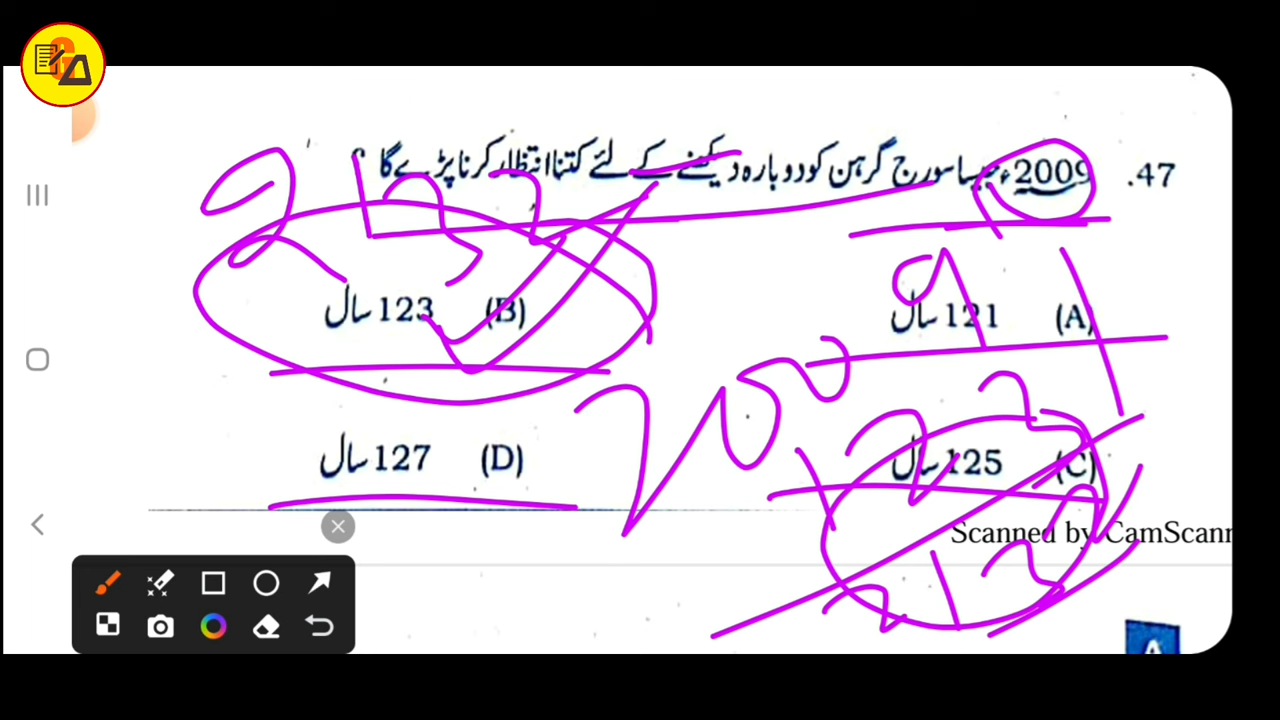 47. 2009ء جیسا سورج گرہن کو دوبارہ دیکھنے کے لئے کتنا انتظار کرنا پڑے گا ؟
(A) 121 سال (B) 123 سال
(C) 125 سال (D) 127 سال
Scanned by CamScann
A